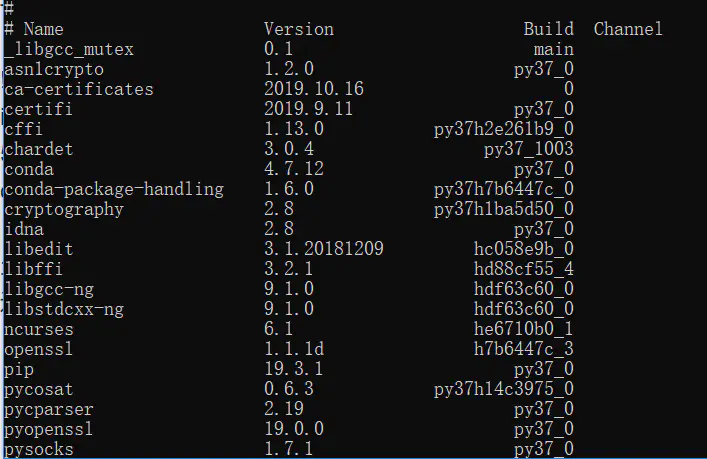 #
# Name Version Build Channel
_libgcc_mutex 0.1 main
asn1crypto 1.2.0 py37_0
ca-certificates 2019.10.16 0
certifi 2019.9.11 py37_0
cffi 1.13.0 py37h2e261b9_0
chardet 3.0.4 py37_1003
conda 4.7.12 py37_0
conda-package-handling 1.6.0 py37h7b6447c_0
cryptography 2.8 py37h1ba5d50_0
idna 2.8 py37_0
libedit 3.1.20181209 hc058e9b_0
libffi 3.2.1 hd88cf55_4
libgcc-ng 9.1.0 hdf63c60_0
libstdcxx-ng 9.1.0 hdf63c60_0
ncurses 6.1 he6710b0_1
openssl 1.1.1d h7b6447c_3
pip 19.3.1 py37_0
pycosat 0.6.3 py37h14c3975_0
pycparser 2.19 py37_0
pyopenssl 19.0.0 py37_0
pysocks 1.7.1 py37_0